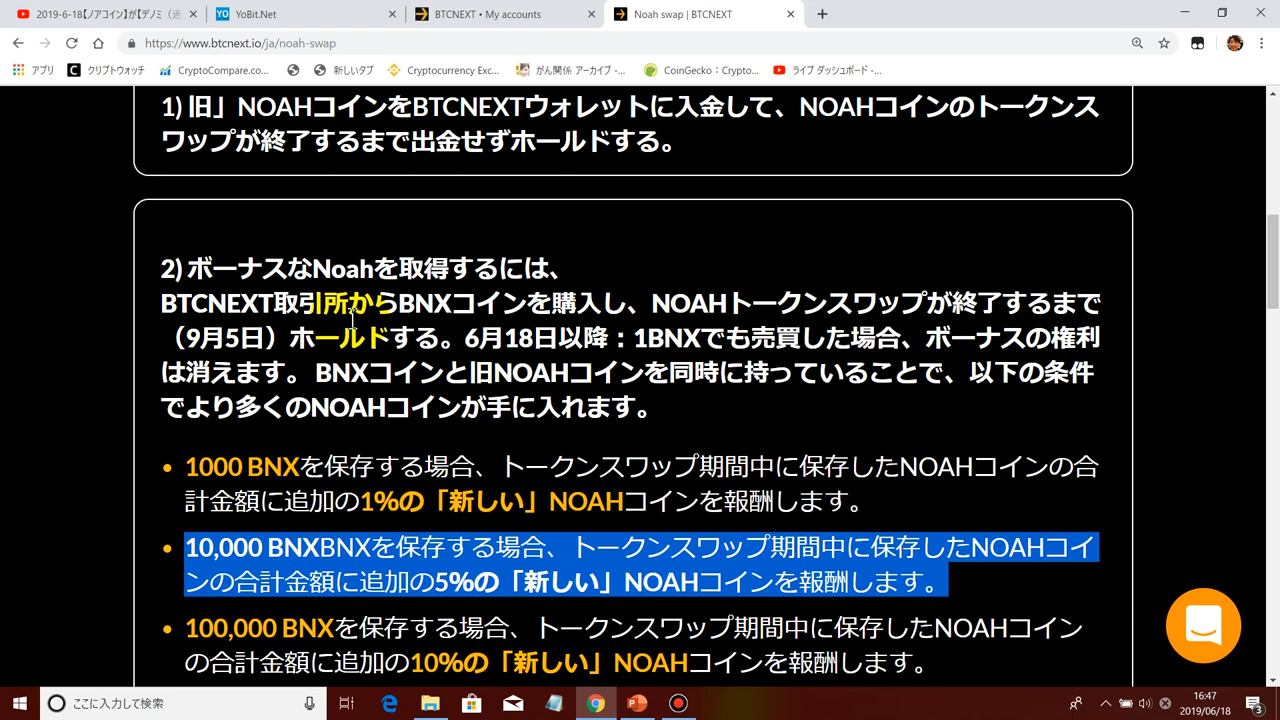 2019-6-18【ノアコイン】が【デノミ
YoBit.Net
BTCNEXT • My accounts
Noah swap | BTCNEXT
https://www.btcnext.io/ja/noah-swap
アプリ
クリプトウォッチ
CryptoCompare.co...
新しいタブ
Cryptocurrency Exc...
がん関係 アーカイブ -...
CoinGecko：Crypto...
ライブ ダッシュボード -...
1) 旧」NOAHコインをBTCNEXTウォレットに入金して、NOAHコインのトークンス
ワップが終了するまで出金せずホールドする。
2) ボーナスなNoahを取得するには、
BTCNEXT取引所からBNXコインを購入し、NOAHトークンスワップが終了するまで
（9月5日）ホールドする。6月18日以降：1BNXでも売買した場合、ボーナスの権利
は消えます。 BNXコインと旧NOAHコインを同時に持っていることで、以下の条件
でより多くのNOAHコインが手に入れます。
• 1000 BNXを保存する場合、トークンスワップ期間中に保存したNOAHコインの合
計金額に追加の1%の「新しい」NOAHコインを報酬します。
• 10,000 BNXBNXを保存する場合、トークンスワップ期間中に保存したNOAHコイ
ンの合計金額に追加の5%の「新しい」NOAHコインを報酬します。
• 100,000 BNXを保存する場合、トークンスワップ期間中に保存したNOAHコイン
の合計金額に追加の10%の「新しい」NOAHコインを報酬します。
ここに入力して検索
16:47
2019/06/18
3